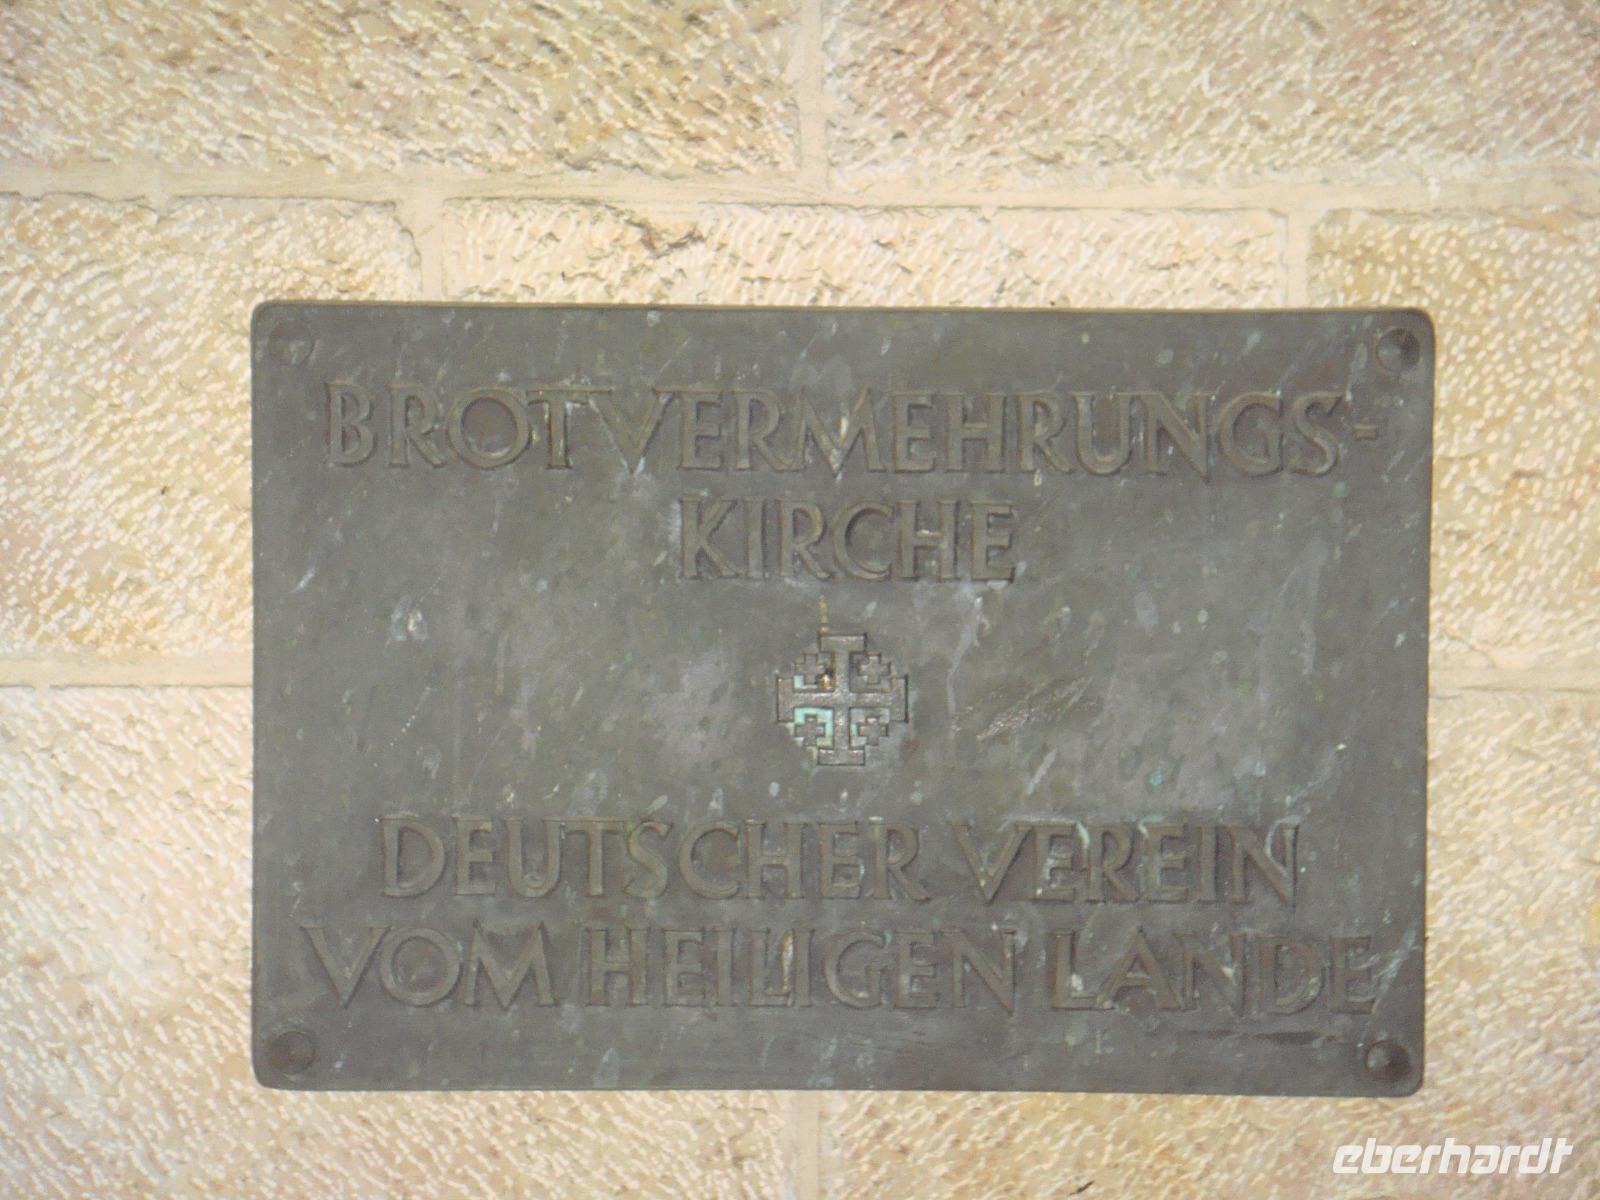 BROTVERMEHRUNGS-
KIRCHE
DEUTSCHER VEREIN
VOM HEILIGEN LANDE
eberhardt